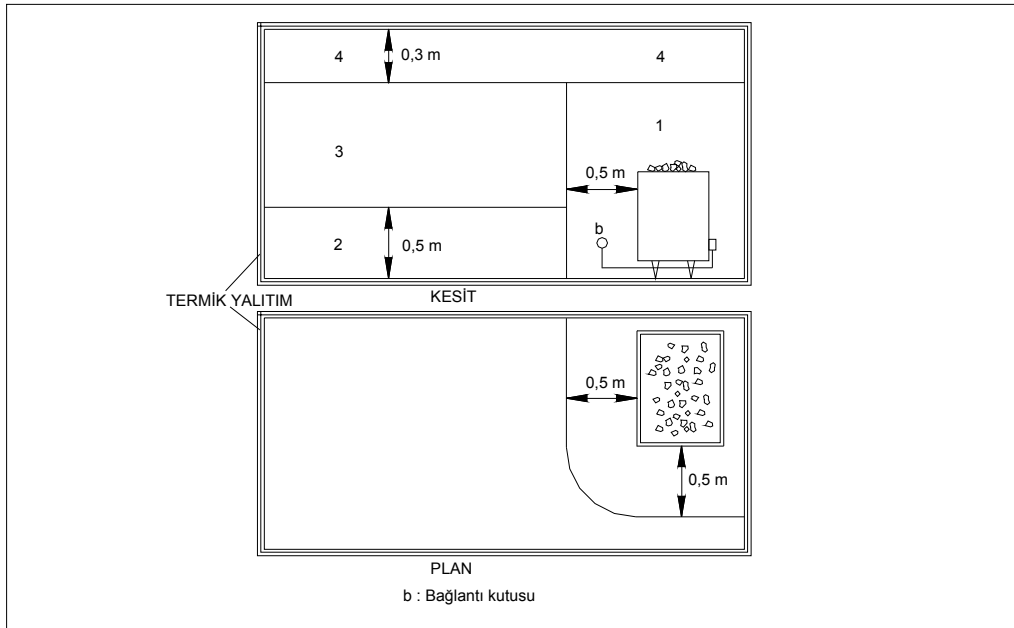 4 0,3 m 4
1
3
0,5 m
b
2 0,5 m
TERMİK YALITIM
KESİT
0,5 m
0,5 m
PLAN
b : Bağlantı kutusu